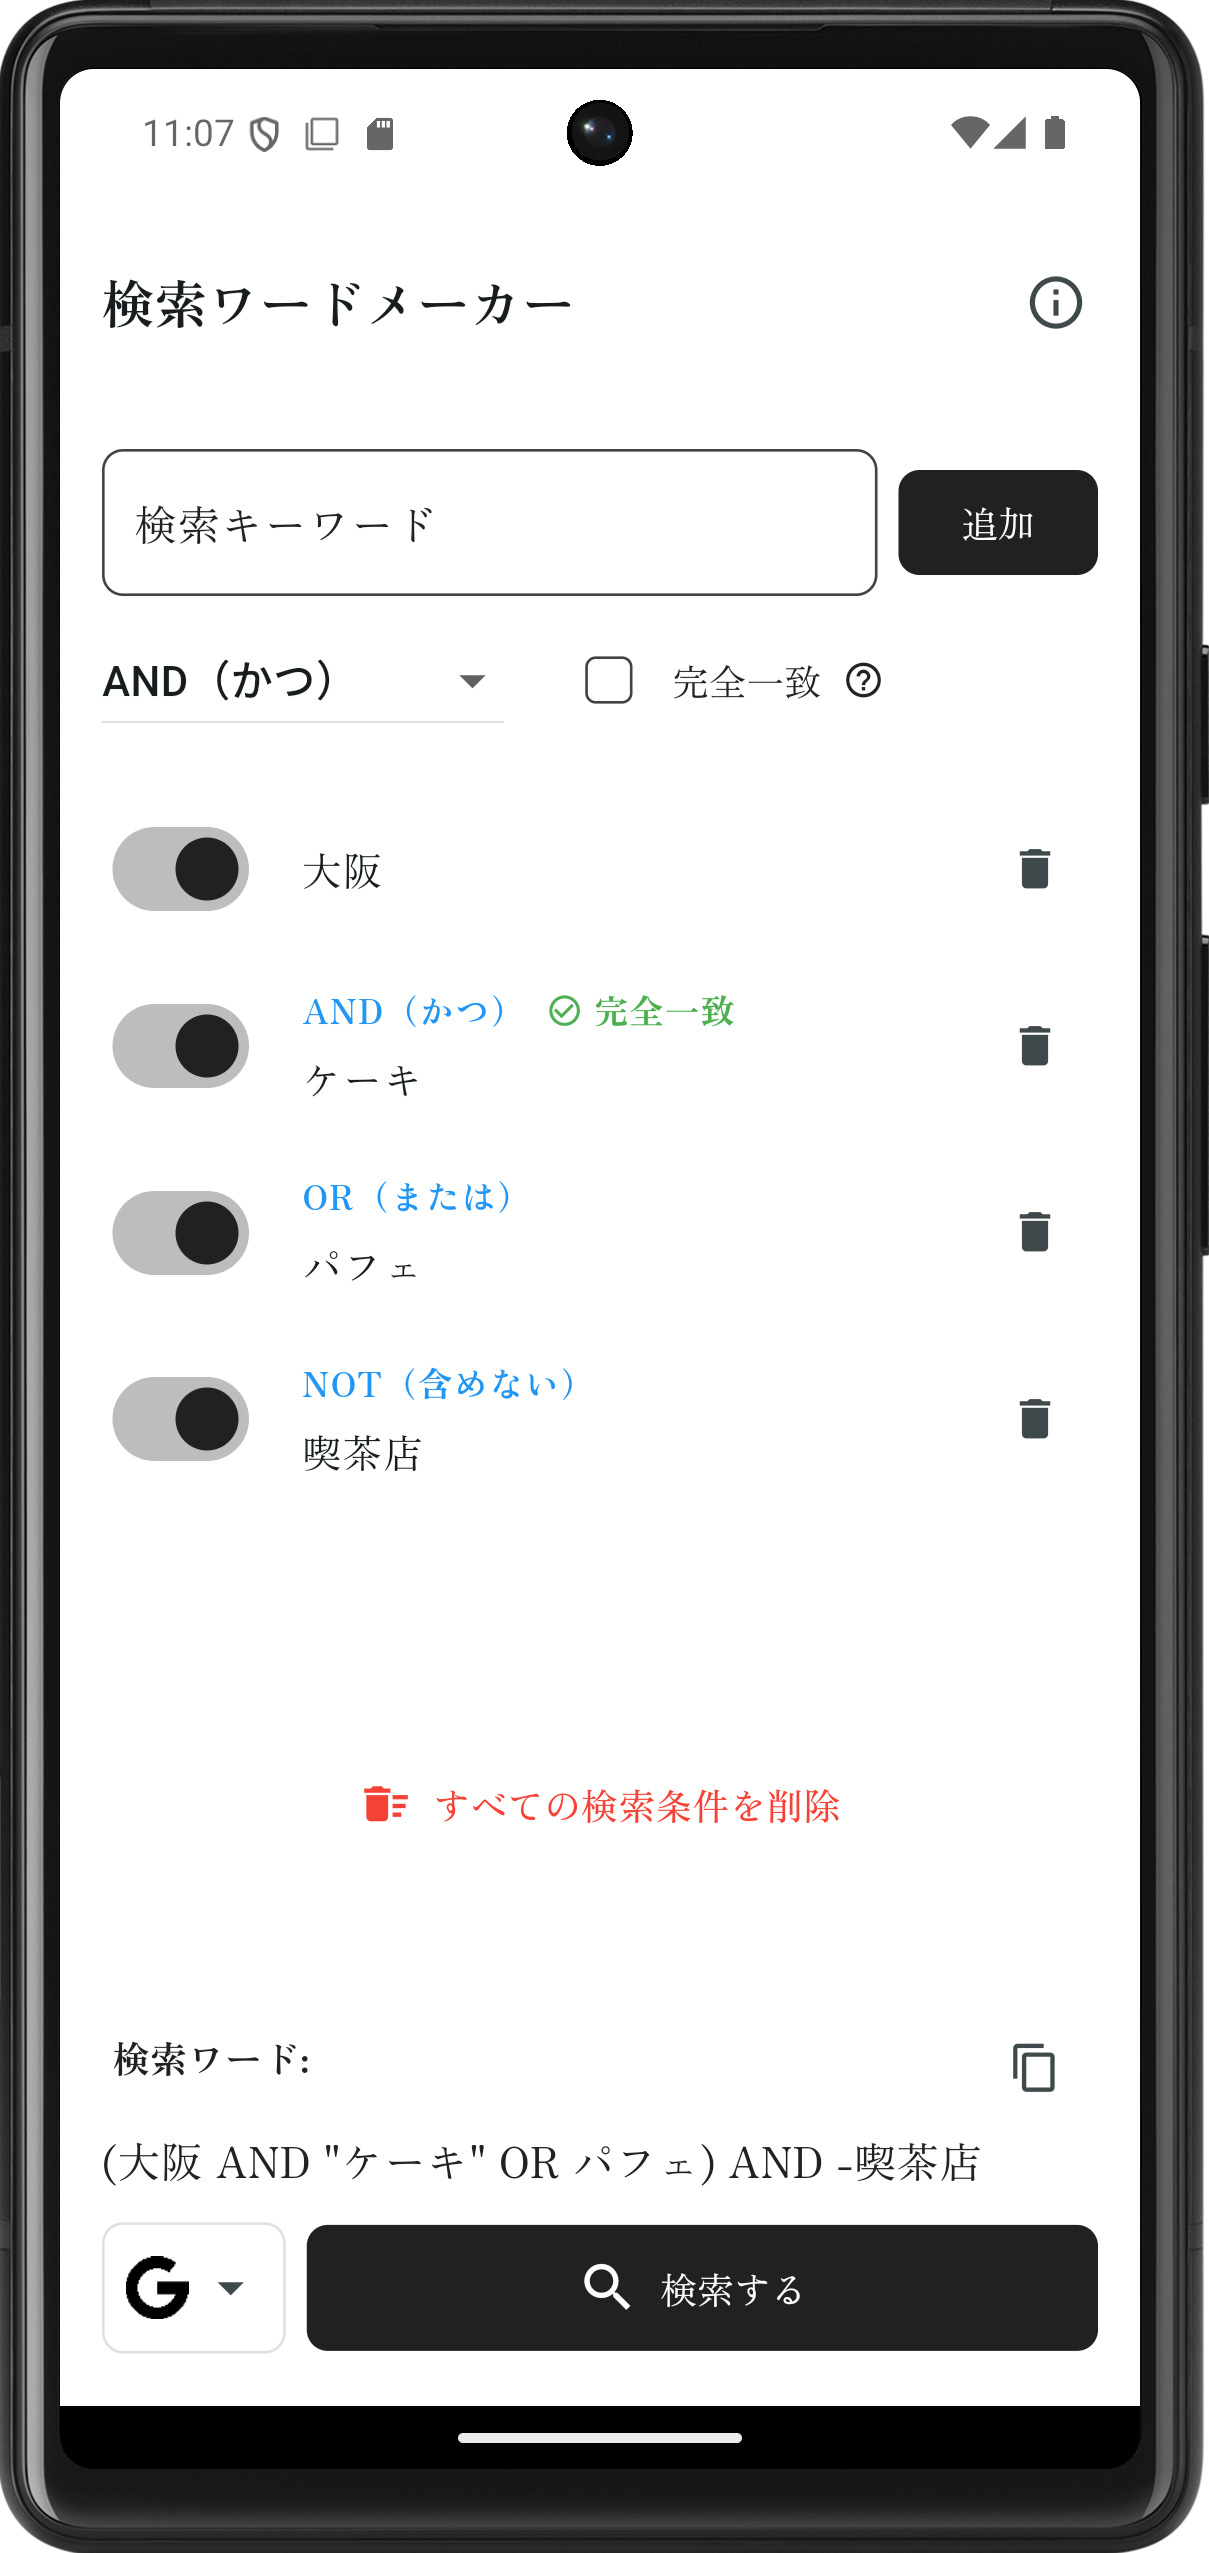 11:07
検索ワードメーカー
検索キーワード
追加
AND（かつ）
完全一致
大阪
AND（かつ） 完全一致
ケーキ
OR（または）
パフェ
NOT（含めない）
喫茶店
すべての検索条件を削除
検索ワード:
(大阪 AND "ケーキ" OR パフェ) AND -喫茶店
G
検索する